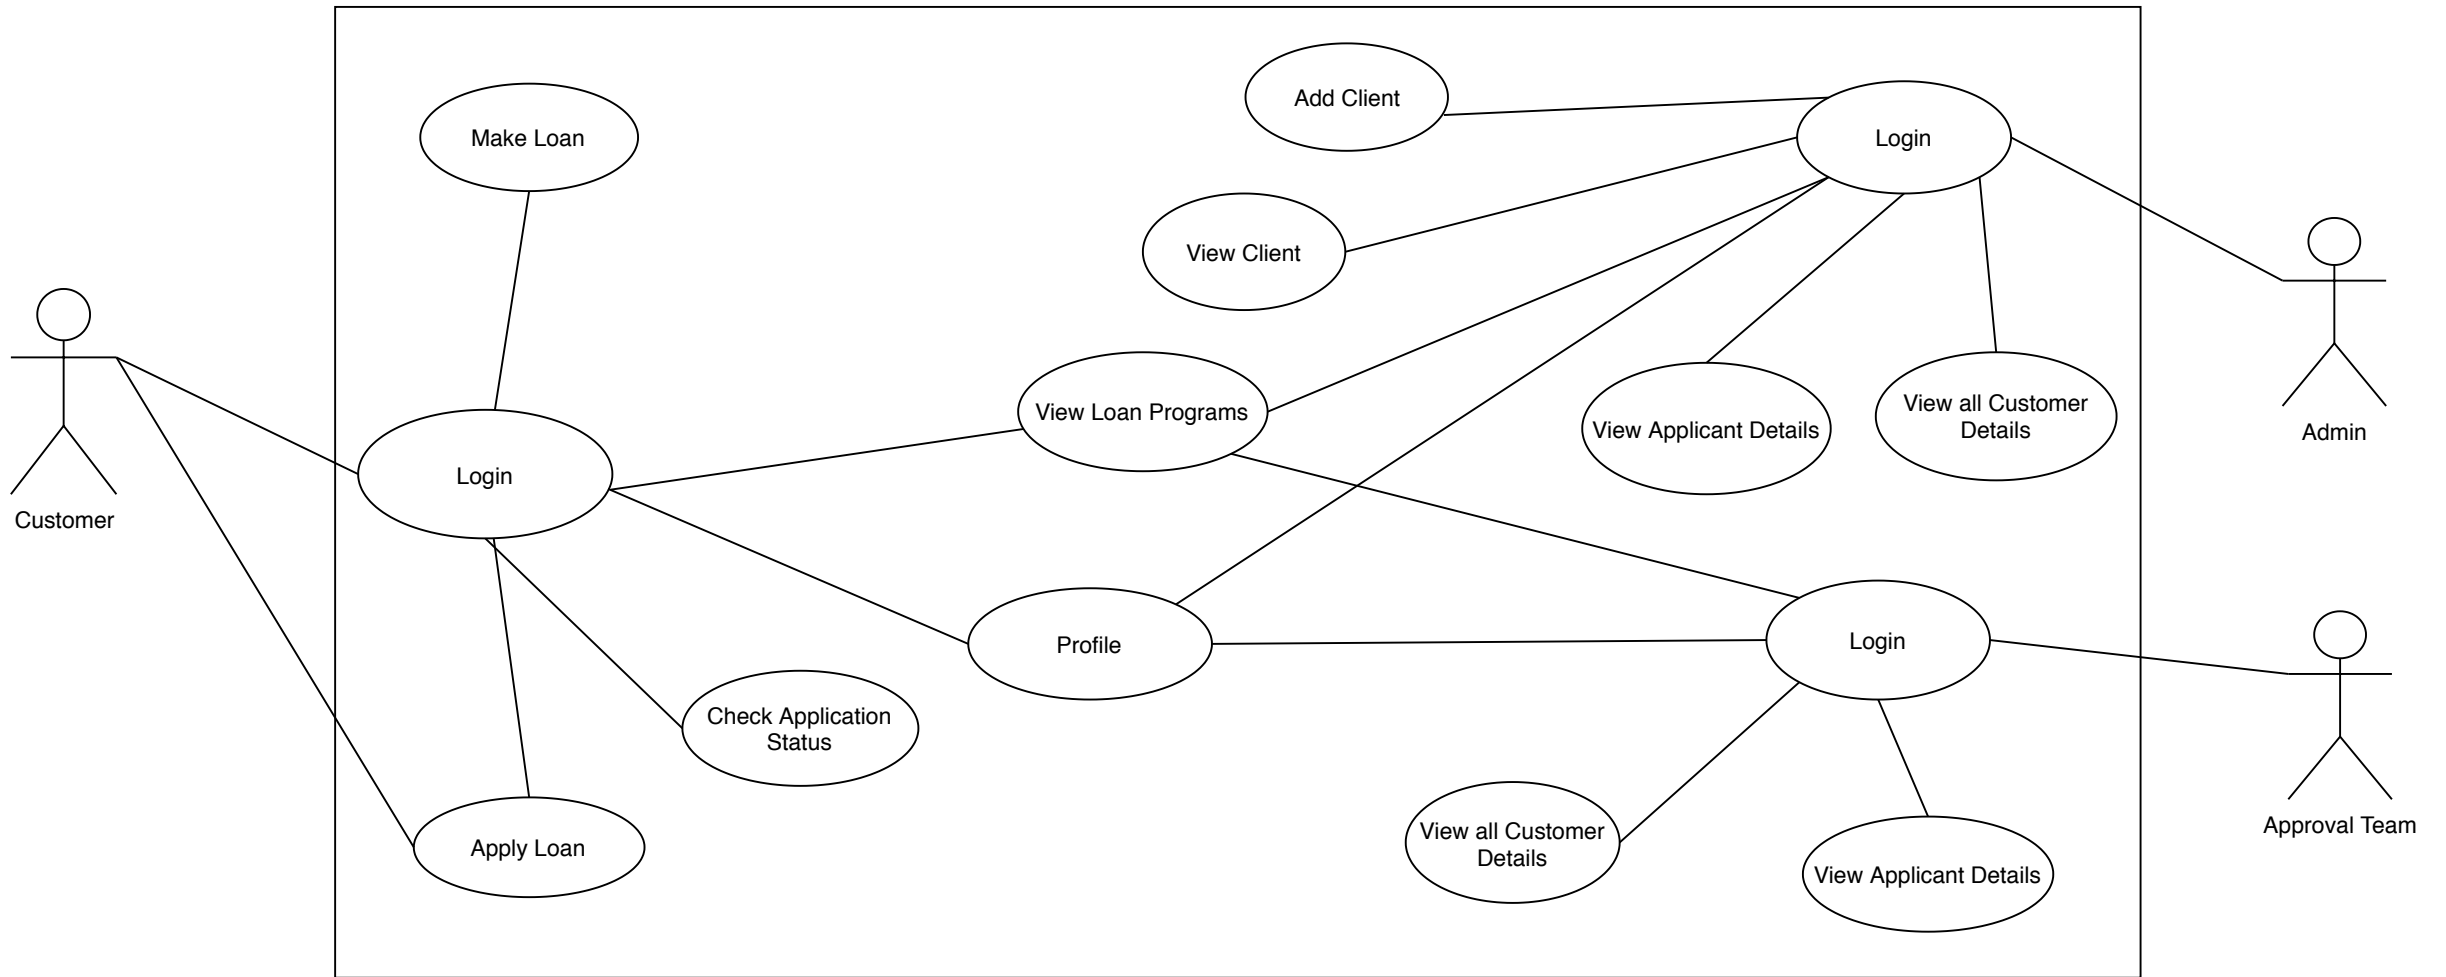 Add Client
Make Loan
Login
View Client
View Loan Programs
View all Customer
Details
View Applicant Details
Admin
Login
Customer
Profile
Login
Check Application
Status
Approval Team
View all Customer
Details
Apply Loan
View Applicant Details